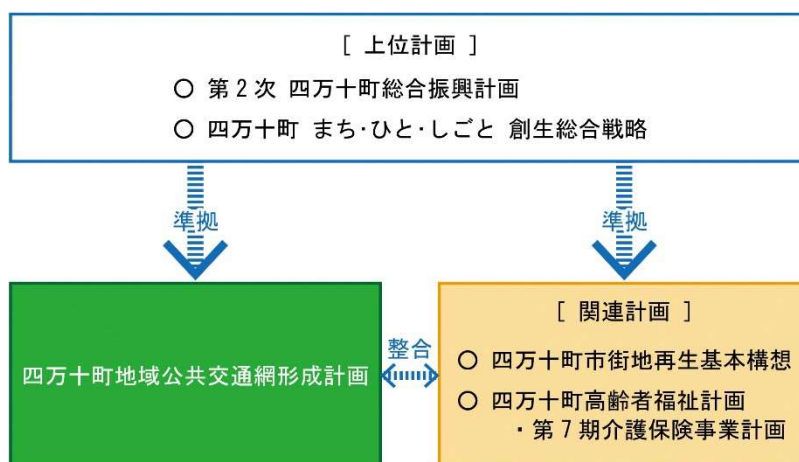 [ 上位計画 ]
○ 第2次 四万十町総合振興計画
○ 四万十町 まち・ひと・しごと 創生総合戦略
準拠
準拠
四万十町地域公共交通網形成計画
整合
[ 関連計画 ]
○ 四万十町市街地再生基本構想
○ 四万十町高齢者福祉計画
・第7期介護保険事業計画